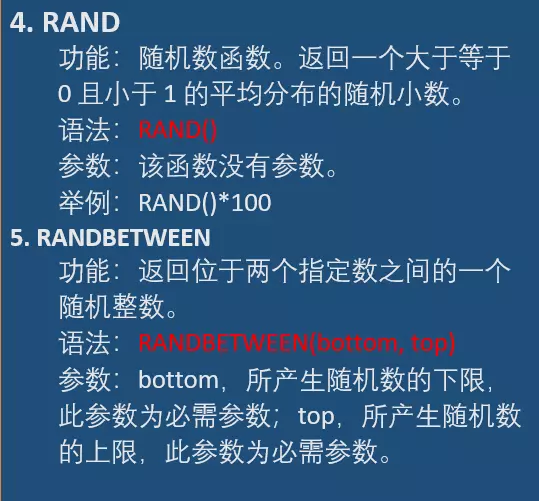 4. RAND
功能：随机数函数。返回一个大于等于
0 且小于 1 的平均分布的随机小数。
语法：RAND()
参数：该函数没有参数。
举例：RAND()*100
5. RANDBETWEEN
功能：返回位于两个指定数之间的一个
随机整数。
语法：RANDBETWEEN(bottom, top)
参数：bottom，所产生随机数的下限，
此参数为必需参数；top，所产生随机数
的上限，此参数为必需参数。